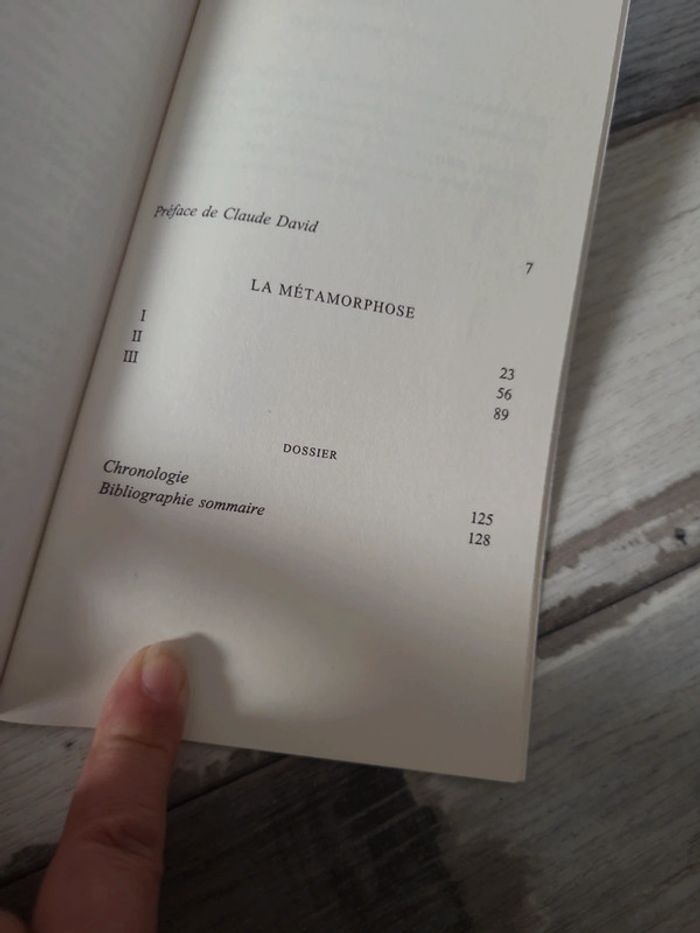 Préface de Claude David 7
LA MÉTAMORPHOSE
I 23
II 56
III 89
DOSSIER
Chronologie 125
Bibliographie sommaire 128